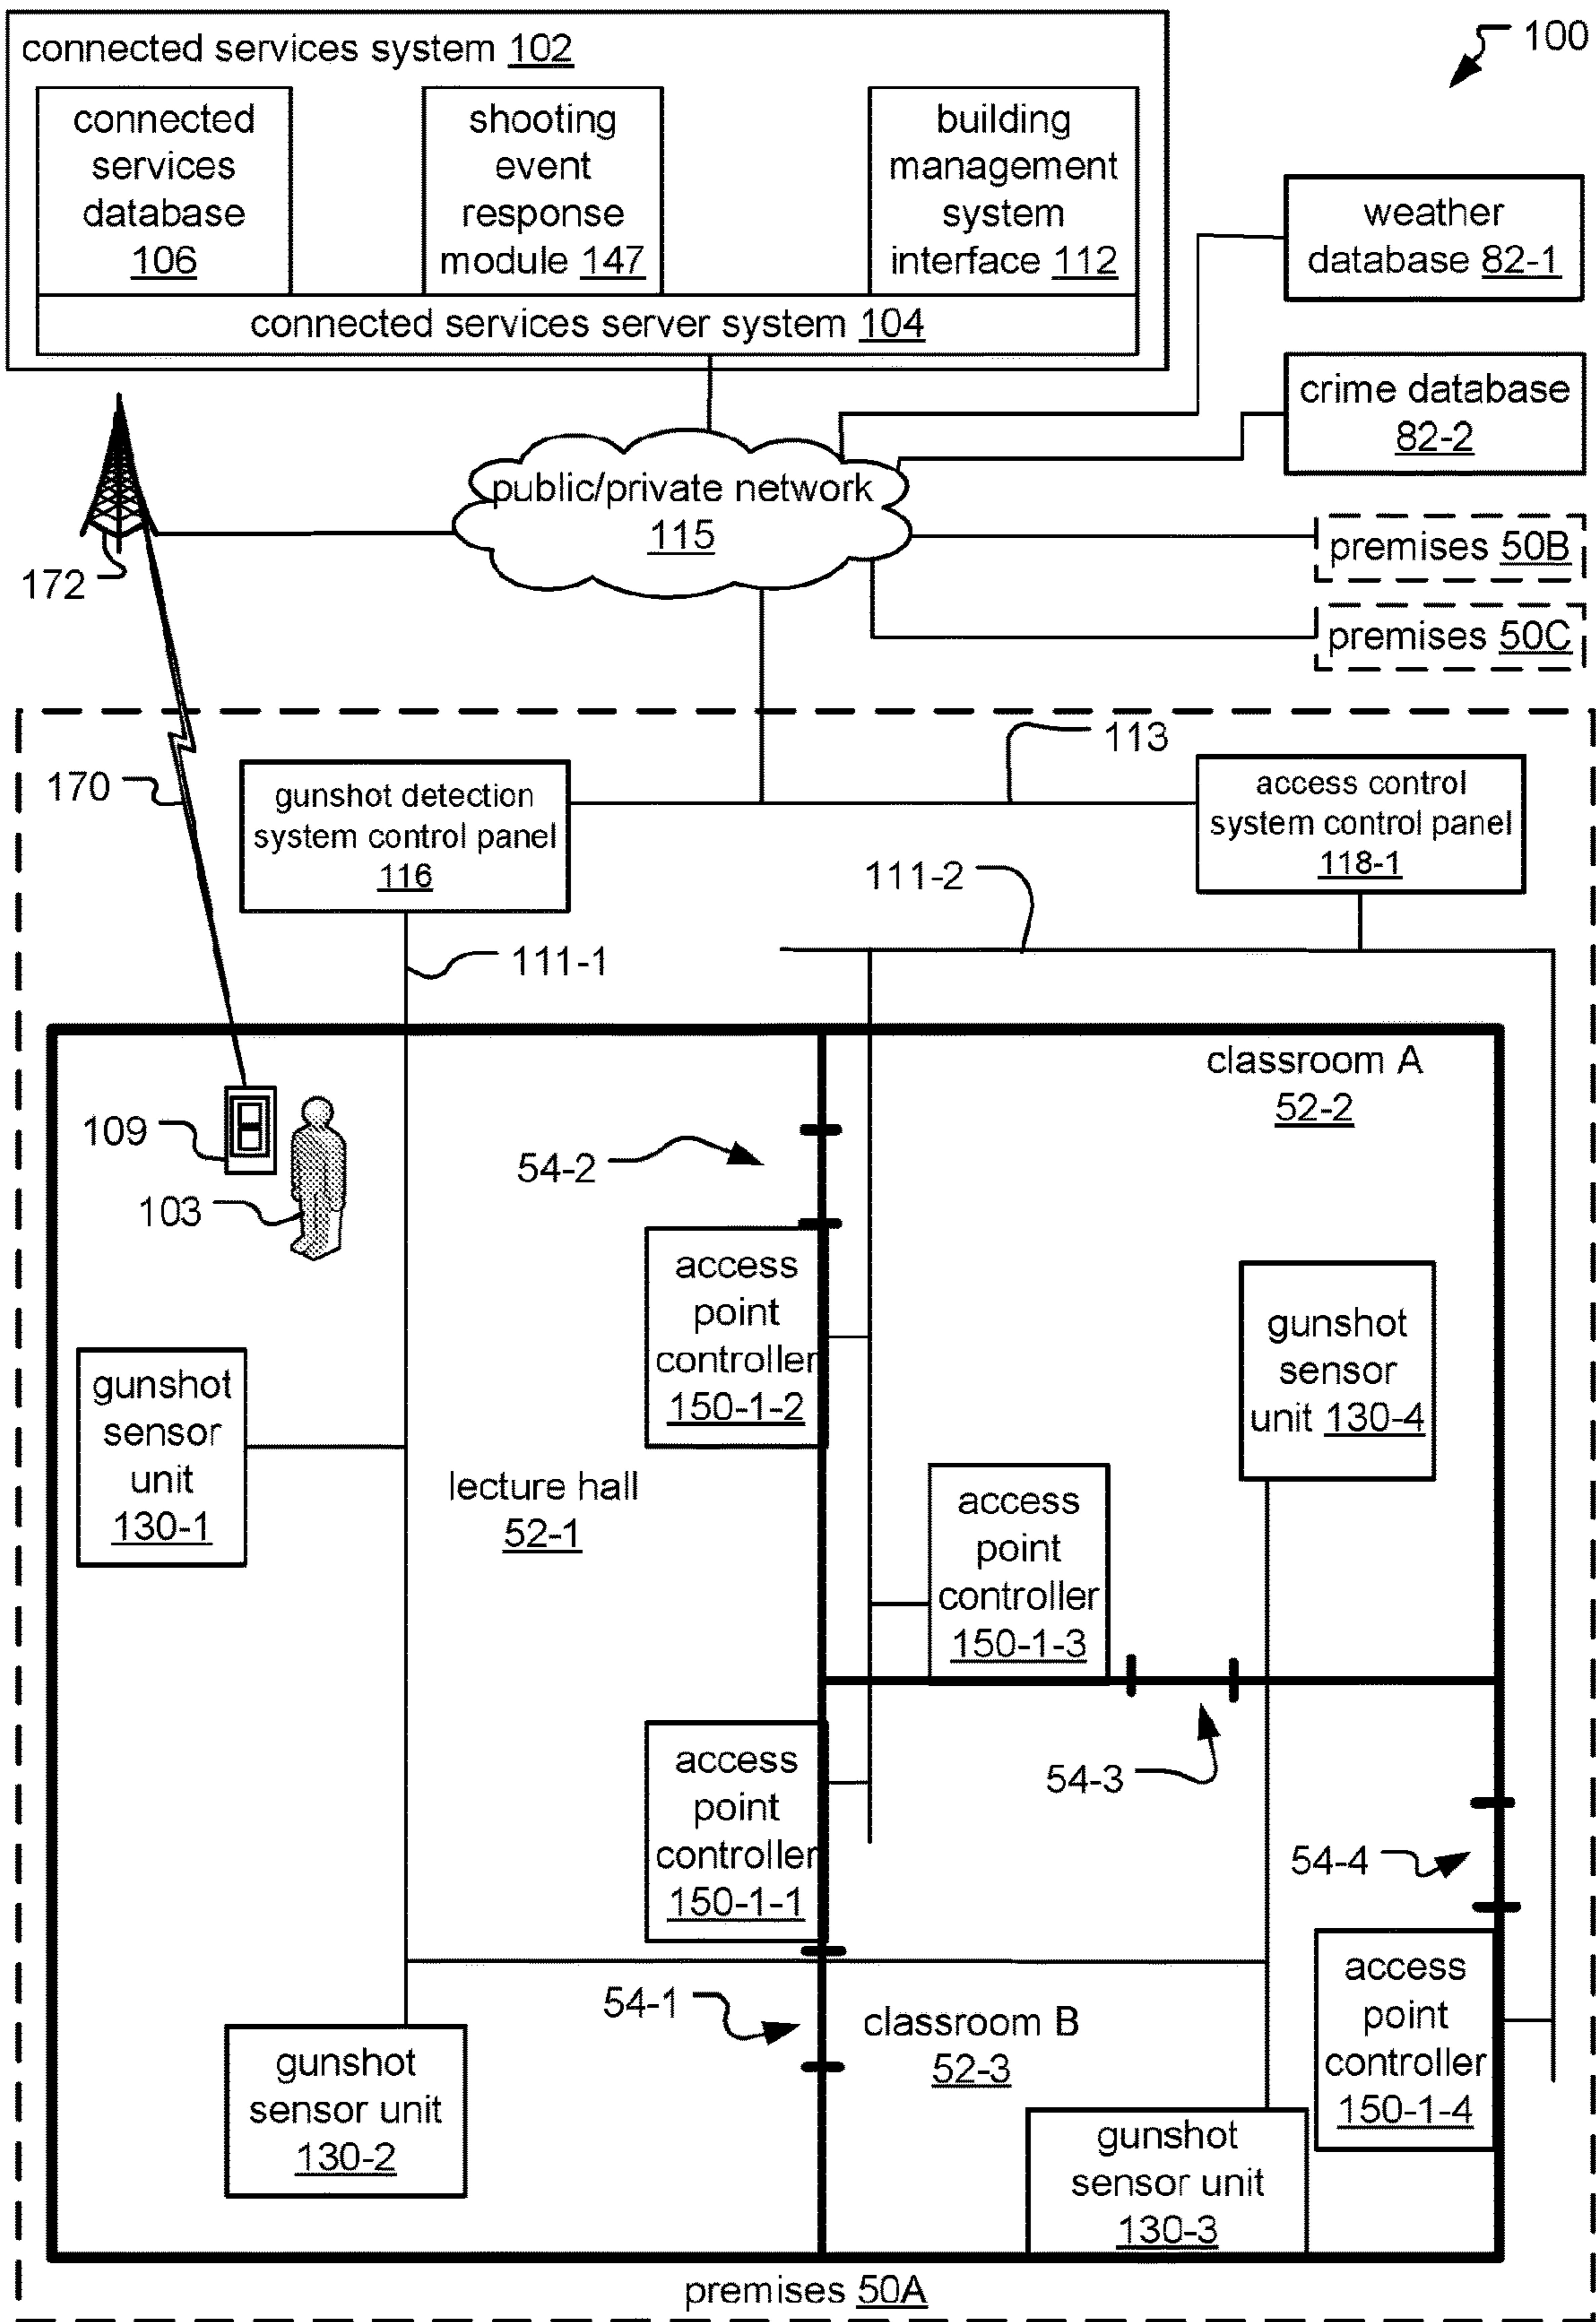 connected services system 102
100
connected
services
database
106
shooting
event
response
module 147
building
management
system
interface 112
connected services server system 104
weather
database 82-1
crime database
82-2
public/private network
115
172
premises 50B
premises 50C
113
170
gunshot detection
system control panel
116
access control
system control panel
118-1
111-2
111-1
classroom A
52-2
109
54-2
103
access
point
controller
150-1-2
gunshot
sensor
unit 130-4
gunshot
sensor
unit
130-1
lecture hall
52-1
access
point
controller
150-1-3
access
point
controller
150-1-1
54-3
54-4
54-1
classroom B
52-3
access
point
controller
150-1-4
gunshot
sensor unit
130-2
gunshot
sensor unit
130-3
premises 50A